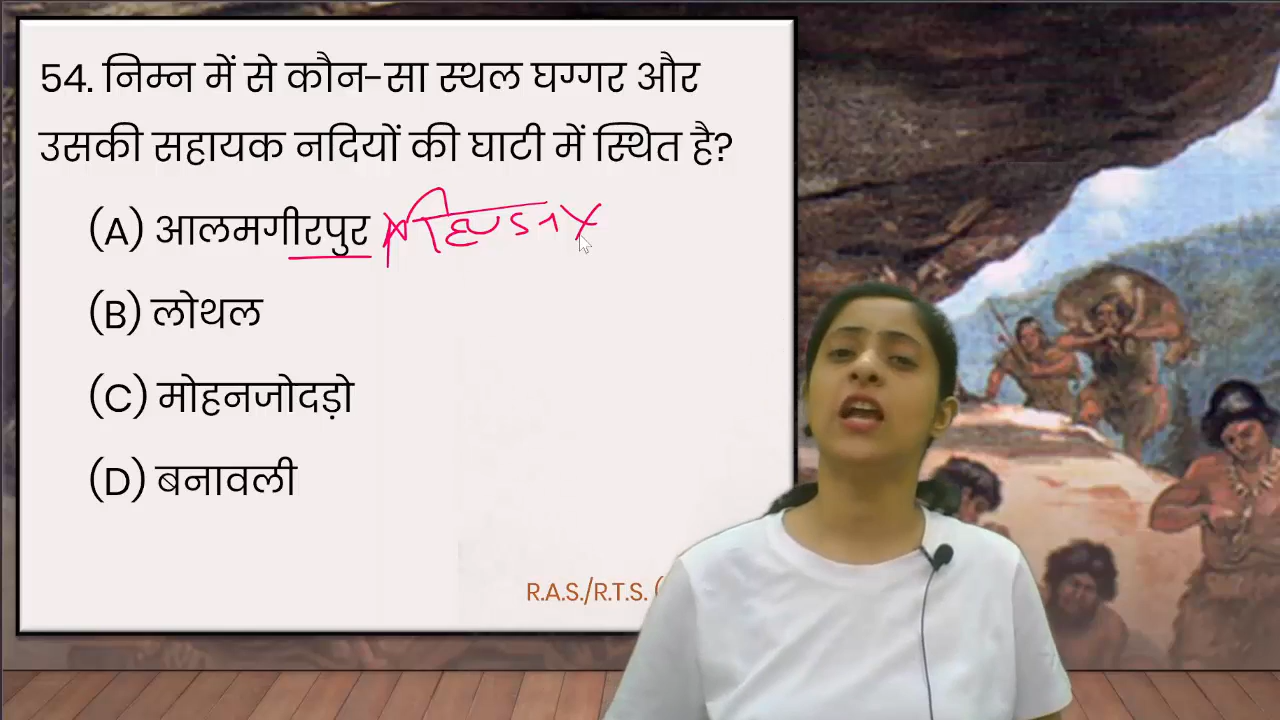 54. निम्न में से कौन-सा स्थल घग्गर और
उसकी सहायक नदियों की घाटी में स्थित है?
(A) आलमगीरपुर
(B) लोथल
(C) मोहनजोदड़ो
(D) बनावली
R.A.S./R.T.S. (